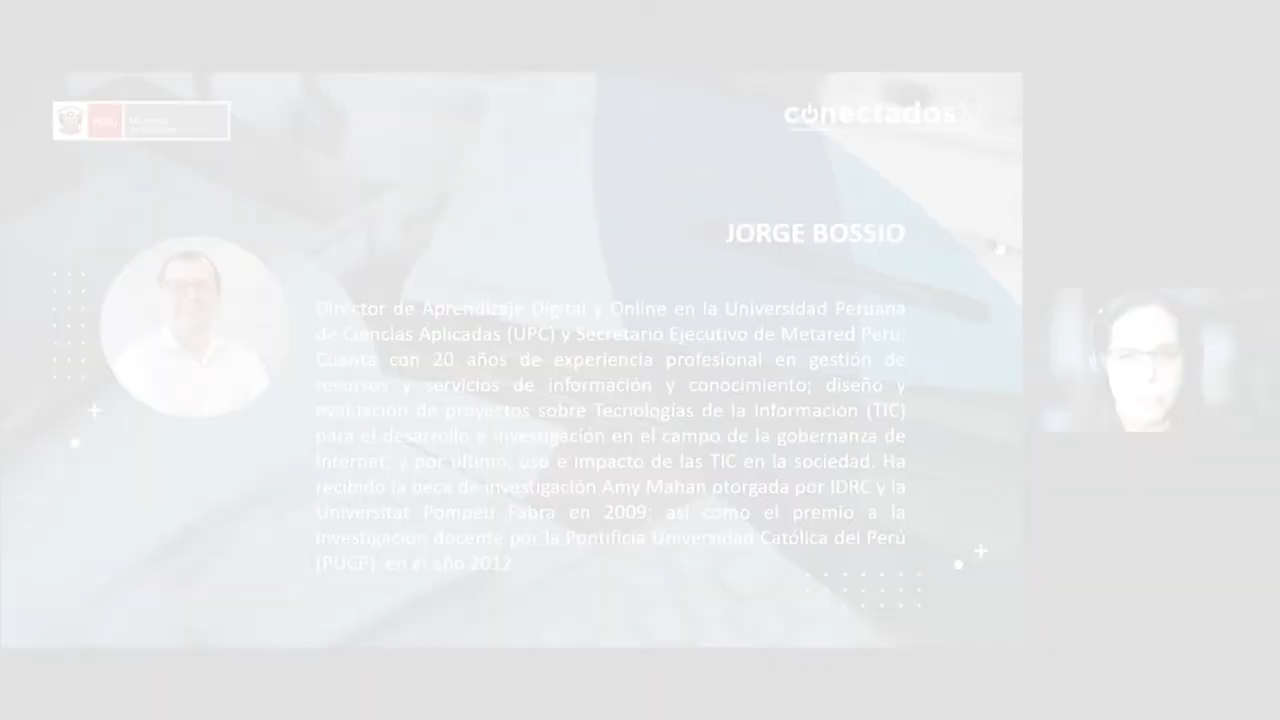 PERÚ
Ministerio
de Educación
conectados
JORGE BOSSIO
Director de Aprendizaje Digital y Online en la Universidad Peruana
de Ciencias Aplicadas (UPC) y Secretario Ejecutivo de Metared Perú.
Cuenta con 20 años de experiencia profesional en gestión de
recursos y servicios de información y conocimiento; diseño y
evaluación de proyectos sobre Tecnologías de la Información (TIC)
para el desarrollo e investigación en el campo de la gobernanza de
Internet; y por último, uso e impacto de las TIC en la sociedad. Ha
recibido la beca de investigación Amy Mahan otorgada por IDRC y la
Universitat Pompeu Fabra en 2009; así como el premio a la
investigación docente por la Pontificia Universidad Católica del Perú
(PUCP), en el año 2012